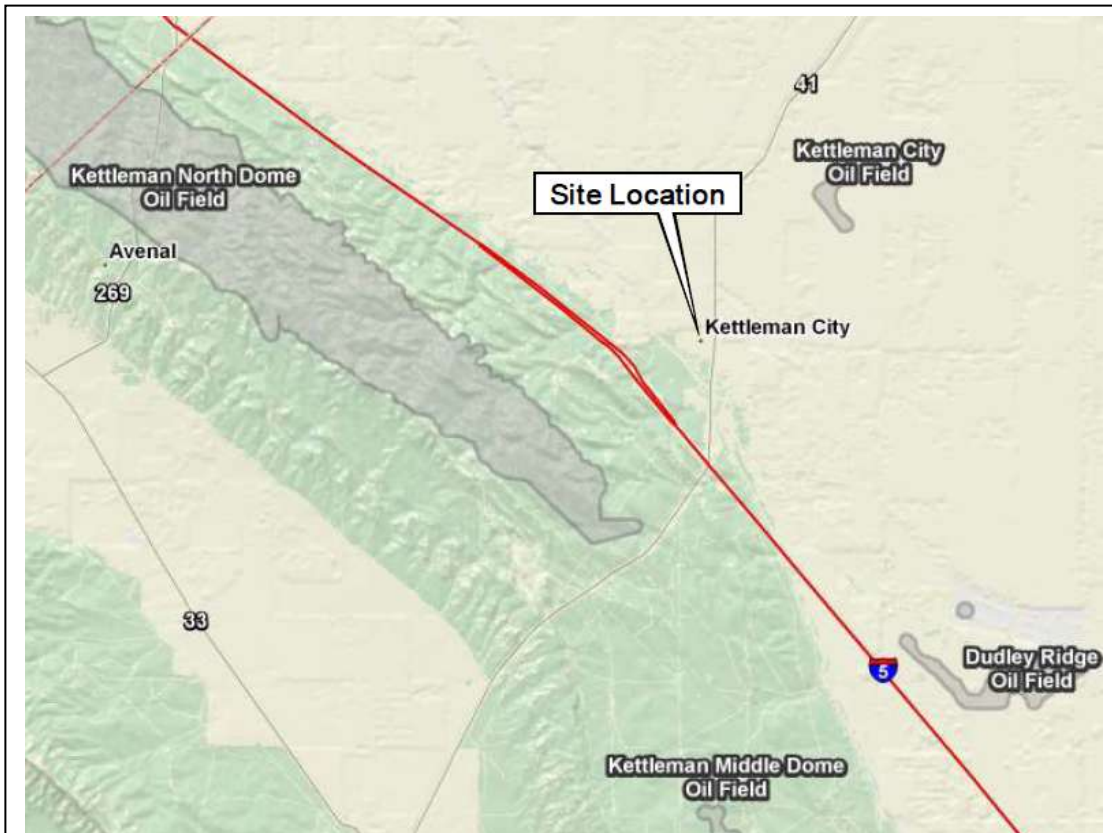 41
Kettleman City
Oil Field
Kettleman North Dome
Oil Field
Site Location
Avenal
269
Kettleman City
33
5
Dudley Ridge
Oil Field
Kettleman Middle Dome
Oil Field